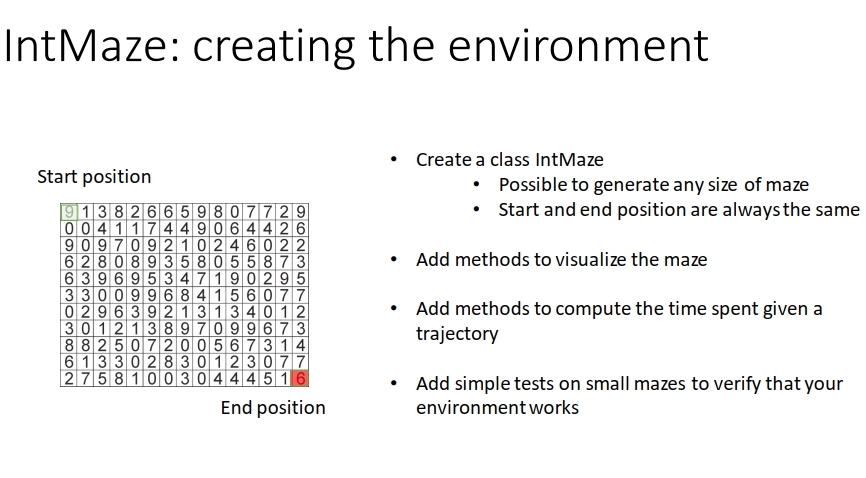 IntMaze: creating the environment
Start position
9 1 3 8 2 6 6 5 9 8 0 7 7 2 9
0 0 4 1 1 7 4 4 9 0 6 4 4 2 6
9 0 9 7 0 9 2 1 0 2 4 6 0 2 2
6 2 8 0 8 9 3 5 8 0 5 5 8 7 3
6 3 9 6 9 5 3 4 7 1 9 0 2 9 5
3 3 0 0 9 9 6 8 4 1 5 6 0 7 7
0 2 9 6 3 9 2 1 3 1 3 4 0 1 2
3 0 1 2 1 3 8 9 7 0 9 9 6 7 3
8 8 2 5 0 7 2 0 0 5 6 7 3 1 4
6 1 3 3 0 2 8 3 0 1 2 3 0 7 7
2 7 5 8 1 0 0 3 0 4 4 4 5 1 6
End position
• Create a class IntMaze
• Possible to generate any size of maze
• Start and end position are always the same
• Add methods to visualize the maze
• Add methods to compute the time spent given a
trajectory
• Add simple tests on small mazes to verify that your
environment works